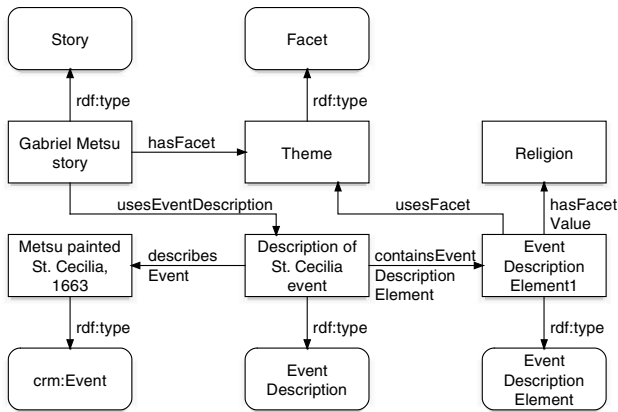 Story
Facet
rdf:type
rdf:type
Gabriel Metsu
story
hasFacet
Theme
Religion
usesEventDescription
usesFacet
hasFacet
Value
Metsu painted
St. Cecilia,
1663
describes
Event
Description of
St. Cecilia
event
containsEvent
Description
Element
Event
Description
Element1
rdf:type
rdf:type
rdf:type
crm:Event
Event
Description
Event
Description
Element